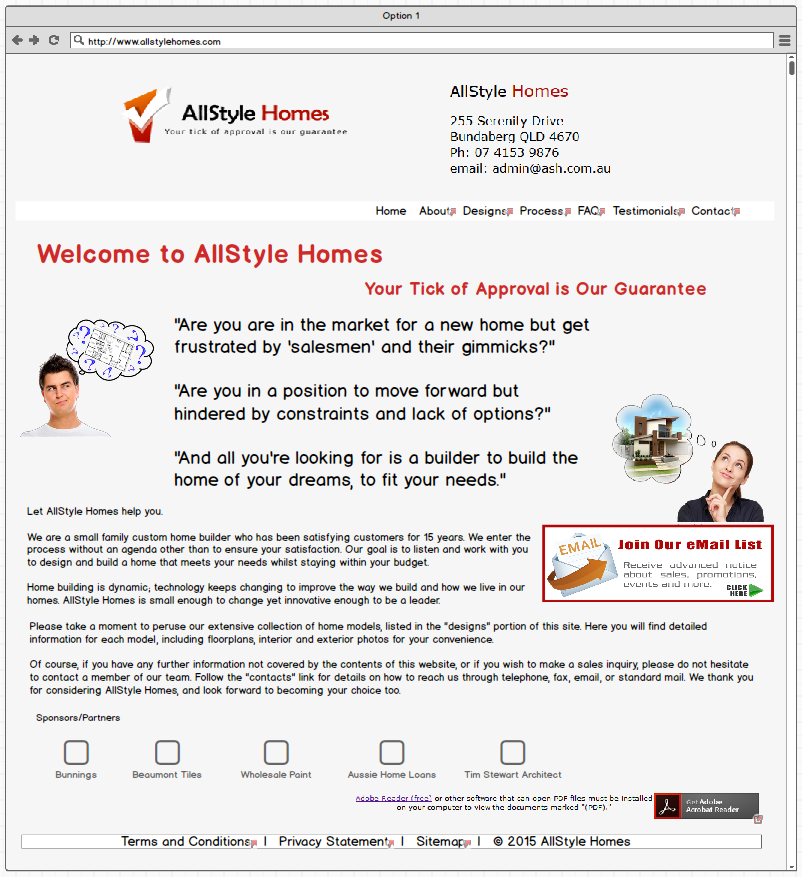 Option 1
http://www.allstylehomes.com
AllStyle Homes
Your tick of approval is our guarantee
AllStyle Homes
255 Serenity Drive
Bundaberg QLD 4670
Ph: 07 4153 9876
email: admin@ash.com.au
Home About Designs Process FAQ Testimonials Contact
Welcome to AllStyle Homes
Your Tick of Approval is Our Guarantee
"Are you are in the market for a new home but get
frustrated by 'salesmen' and their gimmicks?"
"Are you in a position to move forward but
hindered by constraints and lack of options?"
"And all you're looking for is a builder to build the
home of your dreams, to fit your needs."
Let AllStyle Homes help you.
We are a small family custom home builder who has been satisfying customers for 15 years. We enter the
process without an agenda other than to ensure your satisfaction. Our goal is to listen and work with you
to design and build a home that meets your needs whilst staying within your budget.
EMAIL
Join Our eMail List
Receive advanced notice
about sales, promotions,
events and more.
CLICK
HERE
Home building is dynamic; technology keeps changing to improve the way we build and how we live in our
homes. AllStyle Homes is small enough to change yet innovative enough to be a leader.
Please take a moment to peruse our extensive collection of home models, listed in the "designs" portion of this site. Here you will find detailed
information for each model, including floorplans, interior and exterior photos for your convenience.
Of course, if you have any further information not covered by the contents of this website, or if you wish to make a sales inquiry, please do not hesitate
to contact a member of our team. Follow the "contacts" link for details on how to reach us through telephone, fax, email, or standard mail. We thank you
for considering AllStyle Homes, and look forward to becoming your choice too.
Sponsors/Partners
Bunnings Beaumont Tiles Wholesale Paint Aussie Home Loans Tim Stewart Architect
Adobe Reader (free) or other software that can open PDF files must be installed
on your computer to view the documents marked "(PDF)."
Get Adobe
Acrobat Reader
Terms and Conditions | Privacy Statement | Sitemap | © 2015 AllStyle Homes